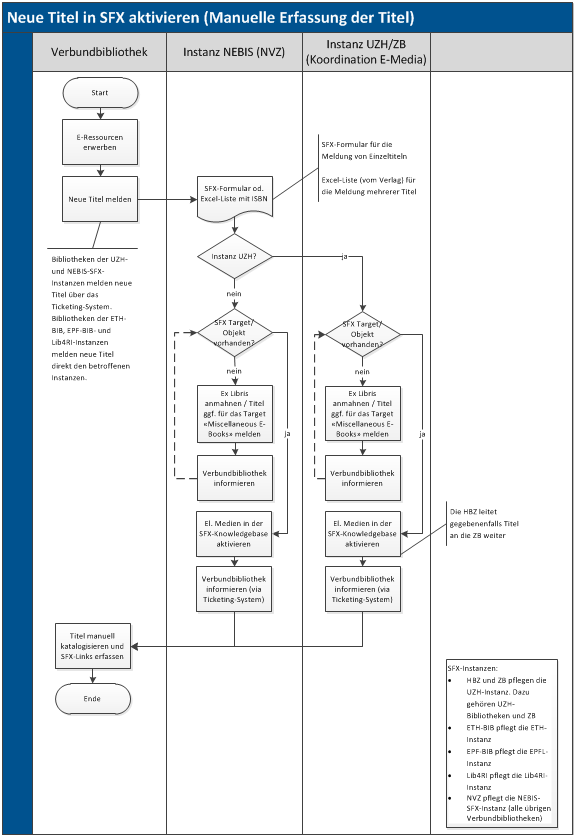 Neue Titel in SFX aktivieren (Manuelle Erfassung der Titel)
Verbundbibliothek
Instanz NEBIS (NVZ)
Instanz UZH/ZB
(Koordination E-Media)
Start
E-Ressourcen
erwerben
Neue Titel melden
SFX-Formular od.
Excel-Liste mit ISBN
SFX-Formular für die
Meldung von Einzeltiteln
Excel-Liste (vom Verlag) für
die Meldung mehrerer Titel
Bibliotheken der UZH-
und NEBIS-SFX-
Instanzen melden neue
Titel über das
Ticketing-System.
Bibliotheken der ETH-
BIB, EPF-BIB- und
Lib4RI-Instanzen
melden neue Titel
direkt den betroffenen
Instanzen.
Instanz UZH?
ja
nein
SFX Target/
Objekt
vorhanden?
nein
Ex Libris
anmahnen / Titel
ggf. für das Target
«Miscellaneous E-
Books» melden
ja
Verbundbibliothek
informieren
El. Medien in der
SFX-Knowledgebase
aktivieren
Verbundbibliothek
informieren (via
Ticketing-System)
SFX Target/
Objekt
vorhanden?
nein
Ex Libris
anmahnen / Titel
ggf. für das Target
«Miscellaneous E-
Books» melden
ja
Verbundbibliothek
informieren
El. Medien in der
SFX-Knowledgebase
aktivieren
Verbundbibliothek
informieren (via
Ticketing-System)
Die HBZ leitet
gegebenenfalls Titel
an die ZB weiter
Titel manuell
katalogisieren und
SFX-Links erfassen
Ende
SFX-Instanzen:
• HBZ und ZB pflegen die
UZH-Instanz. Dazu
gehören UZH-
Bibliotheken und ZB
• ETH-BIB pflegt die ETH-
Instanz
• EPF-BIB pflegt die EPFL-
Instanz
• Lib4RI pflegt die Lib4RI-
Instanz
• NVZ pflegt die NEBIS-
SFX-Instanz (alle übrigen
Verbundbibliotheken)